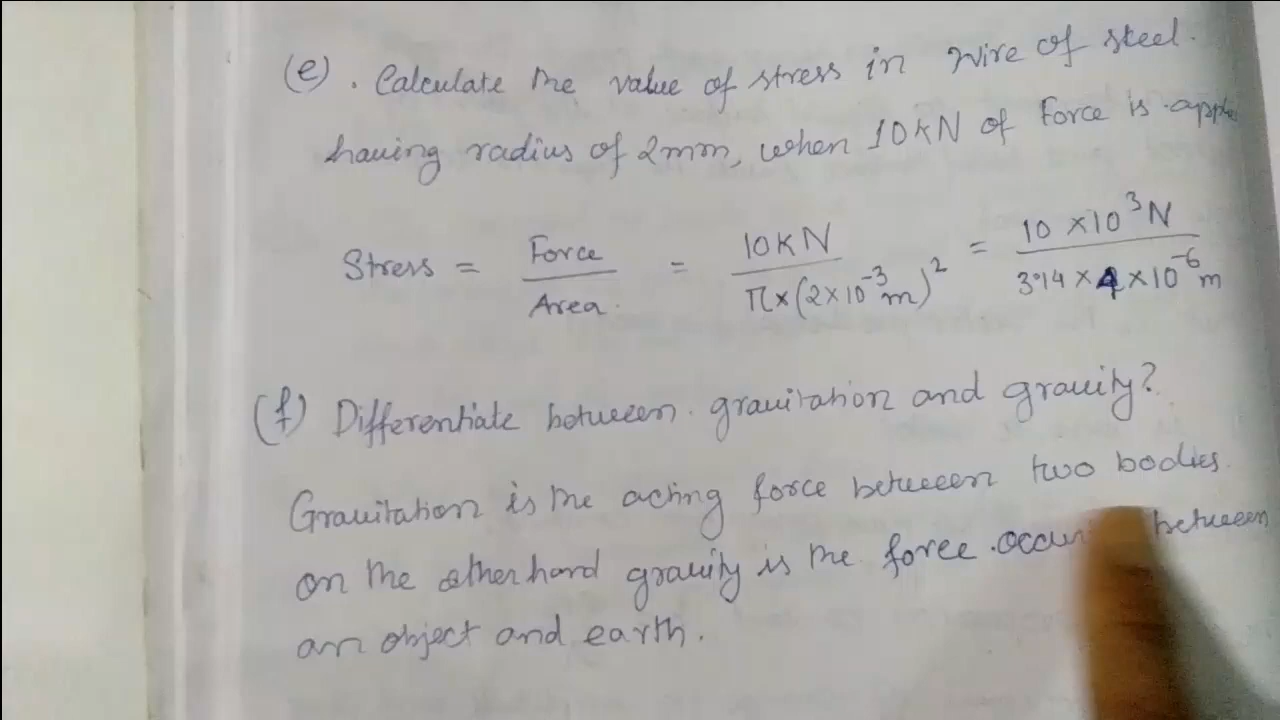 (e). Calculate the value of stress in wire of steel.
having radius of 2mm, when 10kN of Force is
Stress = Force / Area = 10KN / π×(2×10⁻³m)² = 10×10³N / 3.14×4×10⁻⁶m
(f) Differentiate between gravitation and gravity?
Gravitation is the acting force between two bodies
on the other hand gravity is the force between
an object and earth.